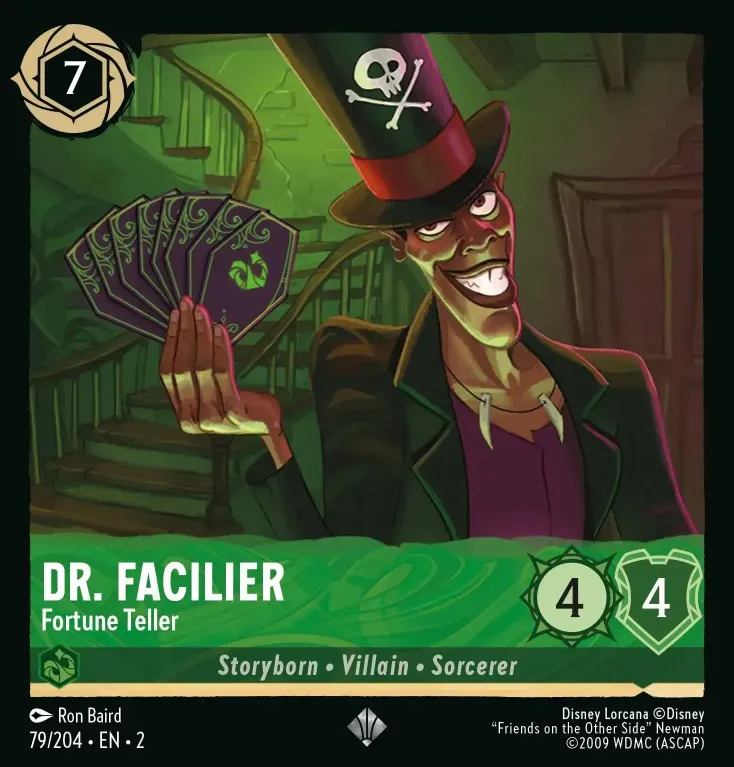 7
DR. FACILIER
Fortune Teller
4
4
Storyborn • Villain • Sorcerer
Ron Baird
79/204 • EN • 2
Disney Lorcana ©Disney
“Friends on the Other Side” Newman
©2009 WDMC (ASCAP)